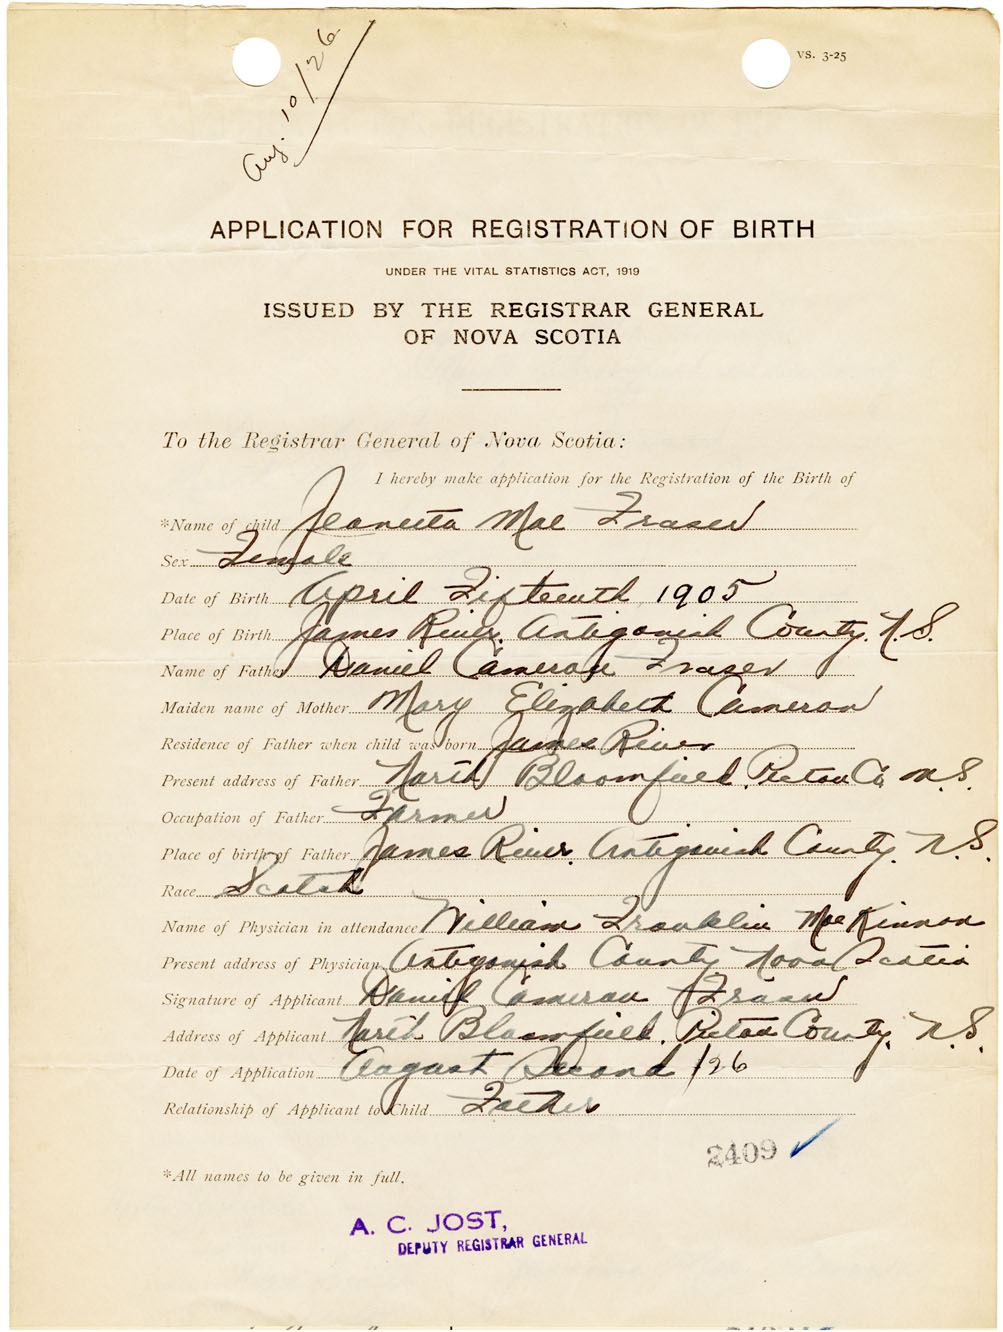 Aug. 10/26
VS. 3-25
APPLICATION FOR REGISTRATION OF BIRTH
UNDER THE VITAL STATISTICS ACT, 1919
ISSUED BY THE REGISTRAR GENERAL
OF NOVA SCOTIA
To the Registrar General of Nova Scotia:
I hereby make application for the Registration of the Birth of
*Name of child Jeanetta Mae Fraser
Sex Female
Date of Birth April Fifteenth 1905
Place of Birth James River, Antigonish County, N.S.
Name of Father Daniel Cameron Fraser
Maiden name of Mother Mary Elizabeth Cameron
Residence of Father when child was born James River
Present address of Father North Bloomfield, Pictou Co N.S.
Occupation of Father Farmer
Place of birth of Father James River, Antigonish County, N.S.
Race Scotch
Name of Physician in attendance William Franklin MacKinnon
Present address of Physician Antigonish County Nova Scotia
Signature of Applicant Daniel Cameron Fraser
Address of Applicant North Bloomfield, Pictou County, N.S.
Date of Application August Second /26
Relationship of Applicant to Child Father
2409
*All names to be given in full.
A. C. JOST,
DEPUTY REGISTRAR GENERAL